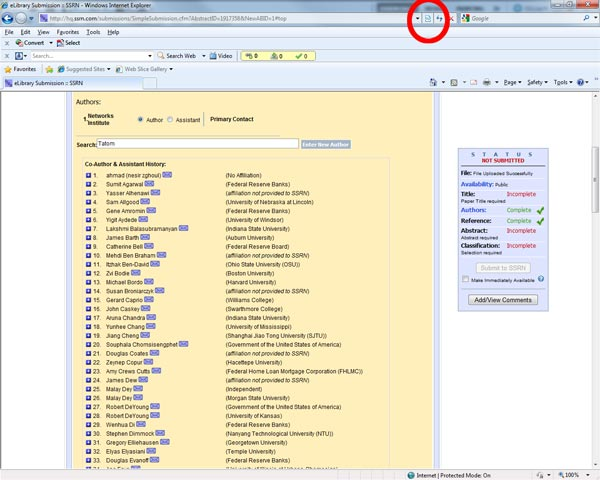 eLibrary Submission :: SSRN - Windows Internet Explorer
http://hq.ssrn.com/submissions/SimpleSubmission.cfm?AbstractID=1917358&NewABID=1#top
Google
File Edit View Favorites Tools Help
Convert Select
Search Web Video 0 0 0
Favorites Suggested Sites Web Slice Gallery
eLibrary Submission :: SSRN Page Safety Tools
Authors:
1 Networks Institute Author Assistant Primary Contact
Search: Tatom Enter New Author
Co-Author & Assistant History:
1. ahmad (nesir zghoul) (No Affiliation)
2. Sumit Agarwal (Federal Reserve Banks)
3. Yasser Alhenawi (affiliation not provided to SSRN)
4. Sam Allgood (University of Nebraska at Lincoln)
5. Gene Amromin (Federal Reserve Banks)
6. Yigit Aydede (University of Windsor)
7. Lakshmi Balasubramanyan (Indiana State University)
8. James Barth (Auburn University)
9. Catherine Bell (Federal Reserve Board)
10. Mehdi Ben Braham (affiliation not provided to SSRN)
11. Itzhak Ben-David (Ohio State University (OSU))
12. Zvi Bodie (Boston University)
13. Michael Bordo (Harvard University)
14. Susan Broniarczyk (affiliation not provided to SSRN)
15. Gerard Caprio (Williams College)
16. John Caskey (Swarthmore College)
17. Aruna Chandra (Indiana State University)
18. Yunhee Chang (University of Mississippi)
19. Jiang Cheng (Shanghai Jiao Tong University (SJTU))
20. Souphala Chomsisengphet (Government of the United States of America)
21. Douglas Coates (affiliation not provided to SSRN)
22. Zeynep Copur (Hacettepe University)
23. Amy Crews Cutts (Federal Home Loan Mortgage Corporation (FHLMC))
24. James Dew (affiliation not provided to SSRN)
25. Malay Dey (Independent)
26. Malay Dey (Morgan State University)
27. Robert DeYoung (Government of the United States of America)
28. Robert DeYoung (University of Kansas)
29. Wenhua Di (Federal Reserve Banks)
30. Stephen Dimmock (Nanyang Technological University (NTU))
31. Gregory Elliehausen (Georgetown University)
32. Elyas Elyasiani (Temple University)
33. Douglas Evanoff (Federal Reserve Banks)
STATUS
NOT SUBMITTED
File: File Uploaded Successfully
Availability: Public
Title: Incomplete
Paper Title required
Authors: Complete
Reference: Complete
Abstract: Incomplete
Abstract required
Classification: Incomplete
Selection required
Submit to SSRN
Make Immediately Available
Add/View Comments
Internet | Protected Mode: On 100%